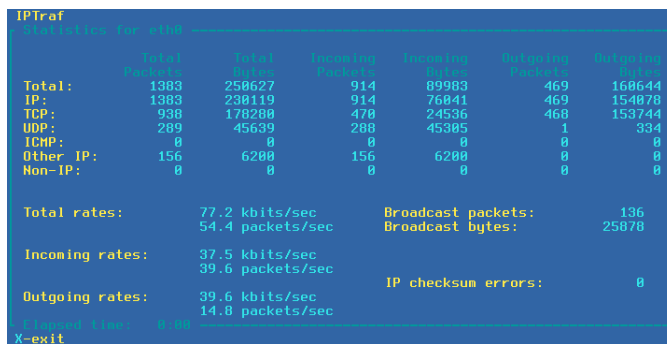 IPTraf
Statistics for eth0
Total Total Incoming Incoming Outgoing Outgoing
Packets Bytes Packets Bytes Packets Bytes
Total: 1383 250627 914 89983 469 160644
IP: 1383 230119 914 76041 469 154078
TCP: 938 178280 470 24536 468 153744
UDP: 289 45639 288 45305 1 334
ICMP: 0 0 0 0 0 0
Other IP: 156 6200 156 6200 0 0
Non-IP: 0 0 0 0 0 0
Total rates: 77.2 kbits/sec Broadcast packets: 136
54.4 packets/sec Broadcast bytes: 25878
Incoming rates: 37.5 kbits/sec
39.6 packets/sec
IP checksum errors: 0
Outgoing rates: 39.6 kbits/sec
14.8 packets/sec
Elapsed time: 0:00
X-exit